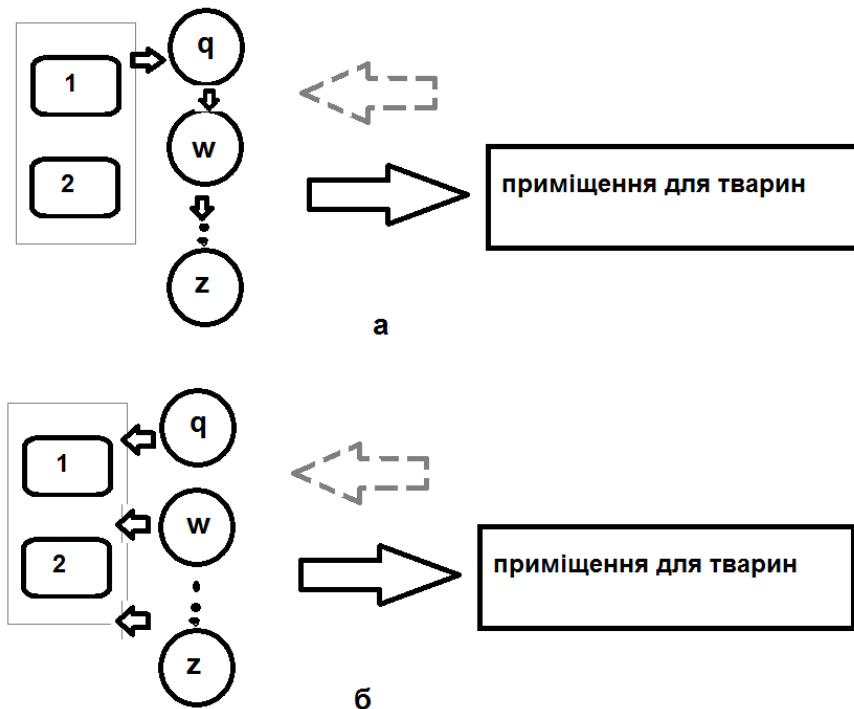 q
1
w
2
приміщення для тварин
z
а
q
1
w
2
приміщення для тварин
z
б